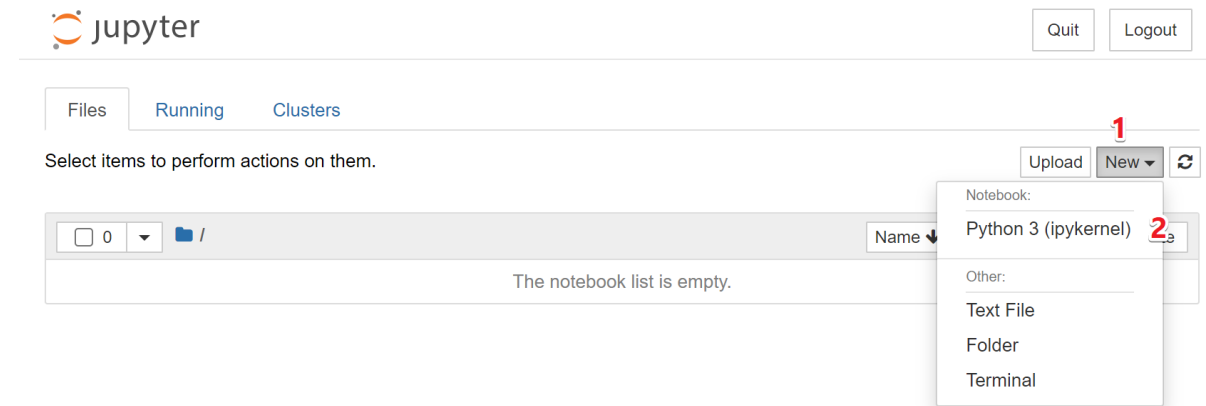 jupyter
Quit Logout
Files Running Clusters
1
Select items to perform actions on them.
Upload New
Notebook:
Python 3 (ipykernel) 2
0 /
Name
The notebook list is empty.
Other:
Text File
Folder
Terminal